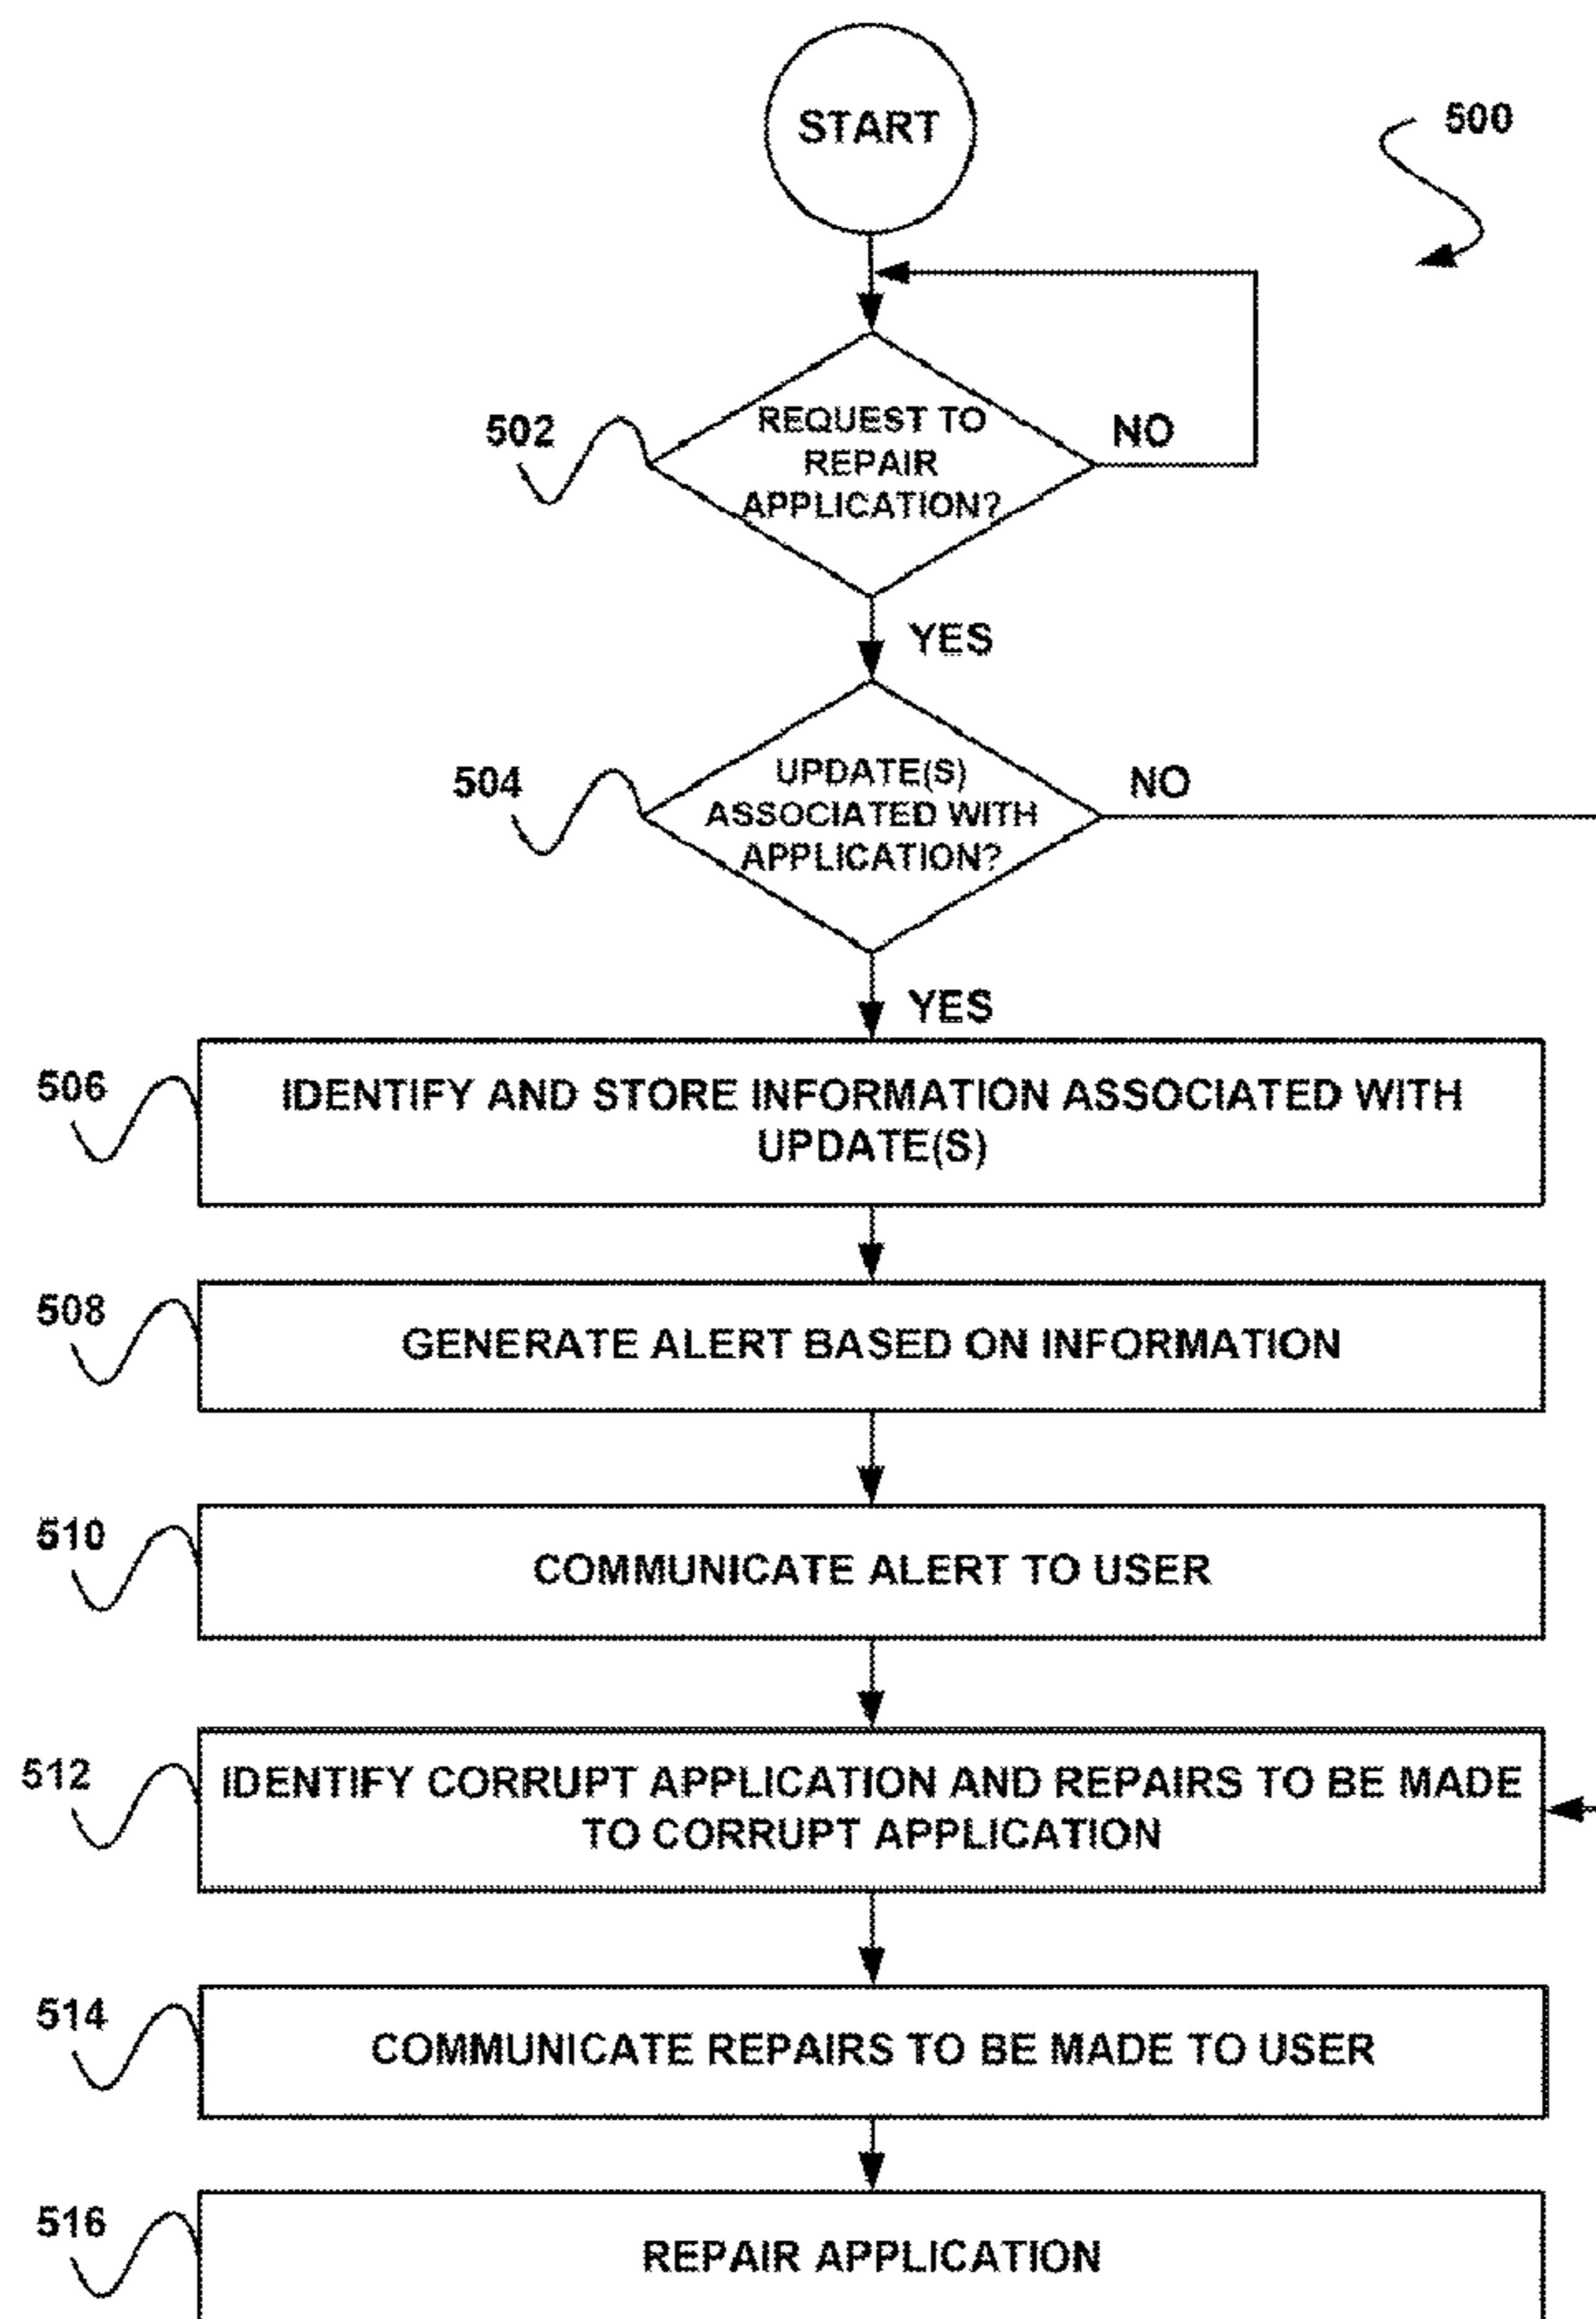 START
500
502
REQUEST TO
REPAIR
APPLICATION?
NO
YES
504
UPDATE(S)
ASSOCIATED WITH
APPLICATION?
NO
YES
506
IDENTIFY AND STORE INFORMATION ASSOCIATED WITH
UPDATE(S)
508
GENERATE ALERT BASED ON INFORMATION
510
COMMUNICATE ALERT TO USER
512
IDENTIFY CORRUPT APPLICATION AND REPAIRS TO BE MADE
TO CORRUPT APPLICATION
514
COMMUNICATE REPAIRS TO BE MADE TO USER
516
REPAIR APPLICATION